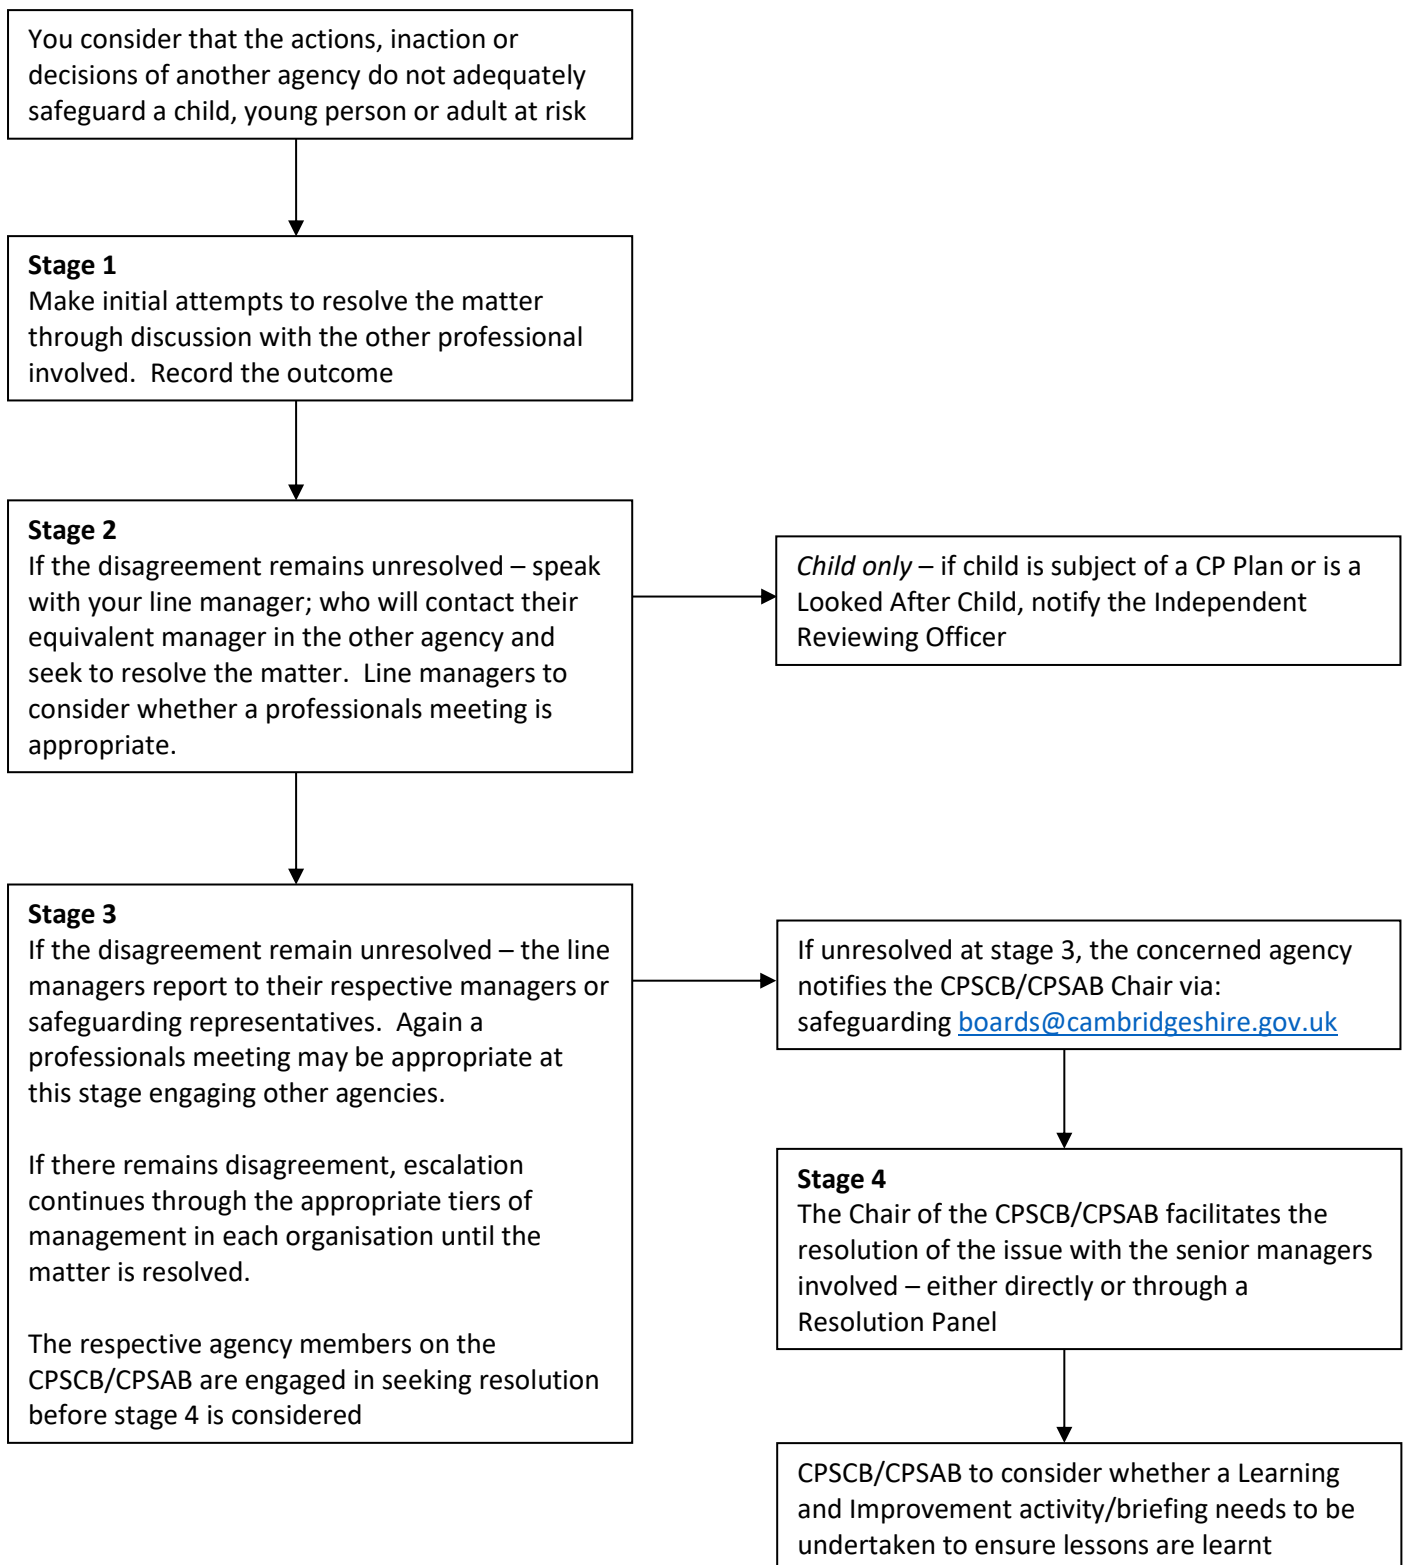 You consider that the actions, inaction or
decisions of another agency do not adequately
safeguard a child, young person or adult at risk
Stage 1
Make initial attempts to resolve the matter
through discussion with the other professional
involved.  Record the outcome
Stage 2
If the disagreement remains unresolved – speak
with your line manager; who will contact their
equivalent manager in the other agency and
seek to resolve the matter.  Line managers to
consider whether a professionals meeting is
appropriate.
Child only – if child is subject of a CP Plan or is a
Looked After Child, notify the Independent
Reviewing Officer
Stage 3
If the disagreement remain unresolved – the line
managers report to their respective managers or
safeguarding representatives.  Again a
professionals meeting may be appropriate at
this stage engaging other agencies.
If there remains disagreement, escalation
continues through the appropriate tiers of
management in each organisation until the
matter is resolved.
The respective agency members on the
CPSCB/CPSAB are engaged in seeking resolution
before stage 4 is considered
If unresolved at stage 3, the concerned agency
notifies the CPSCB/CPSAB Chair via:
safeguarding boards@cambridgeshire.gov.uk
Stage 4
The Chair of the CPSCB/CPSAB facilitates the
resolution of the issue with the senior managers
involved – either directly or through a
Resolution Panel
CPSCB/CPSAB to consider whether a Learning
and Improvement activity/briefing needs to be
undertaken to ensure lessons are learnt